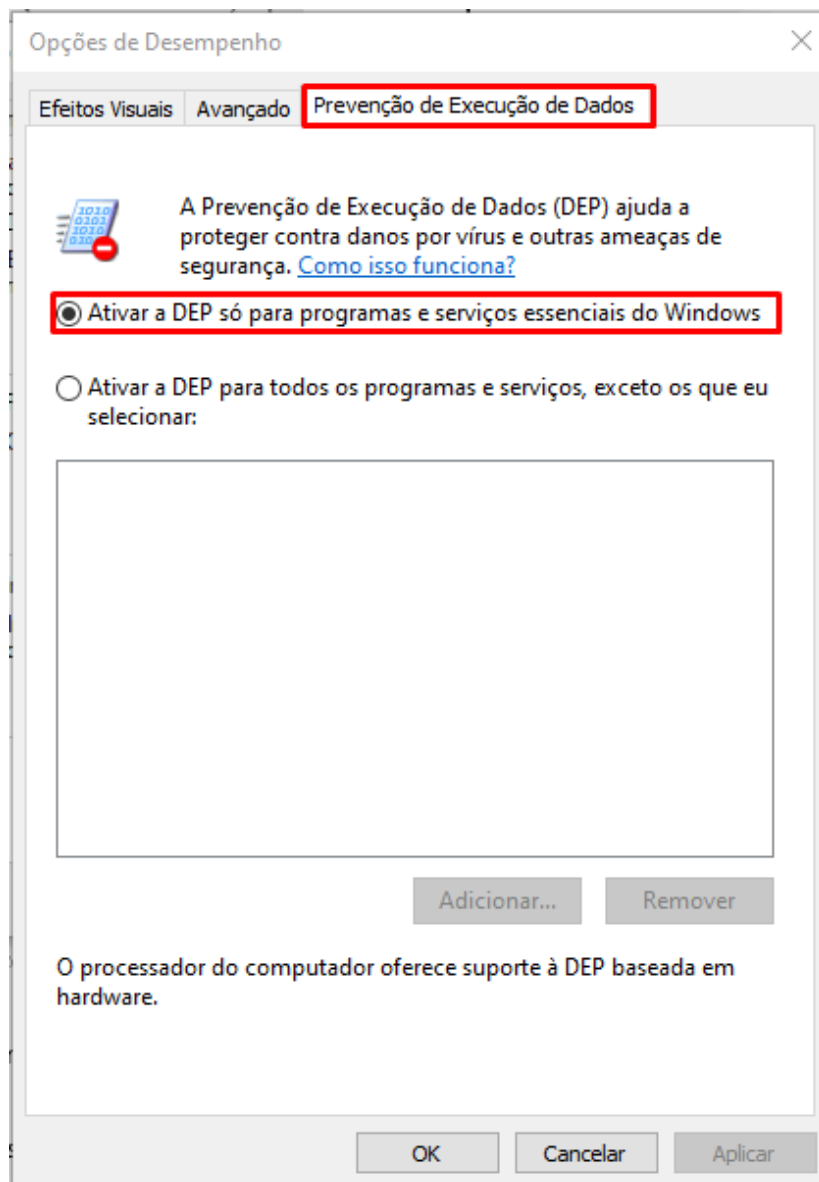 Opções de Desempenho
Efeitos Visuais Avançado Prevenção de Execução de Dados
A Prevenção de Execução de Dados (DEP) ajuda a
proteger contra danos por vírus e outras ameaças de
segurança. Como isso funciona?
Ativar a DEP só para programas e serviços essenciais do Windows
Ativar a DEP para todos os programas e serviços, exceto os que eu
selecionar:
Adicionar... Remover
O processador do computador oferece suporte à DEP baseada em
hardware.
OK Cancelar Aplicar